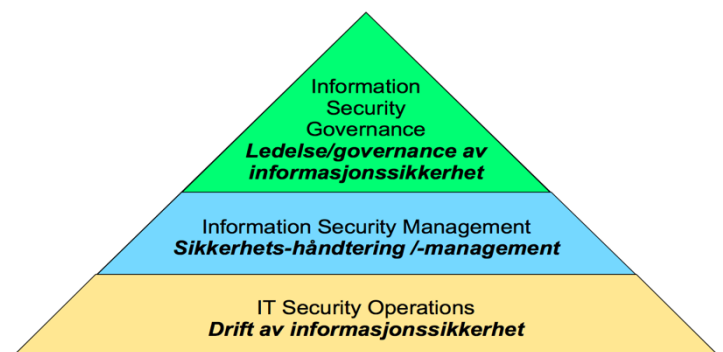 Information
Security
Governance
Ledelse/governance av
informasjonssikkerhet
Information Security Management
Sikkerhets-håndtering /-management
IT Security Operations
Drift av informasjonssikkerhet